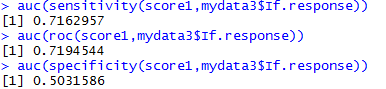 > auc(sensitivity(score1,mydata3$If.response))
[1] 0.7162957
> auc(roc(score1,mydata3$If.response))
[1] 0.7194544
> auc(specificity(score1,mydata3$If.response))
[1] 0.5031586